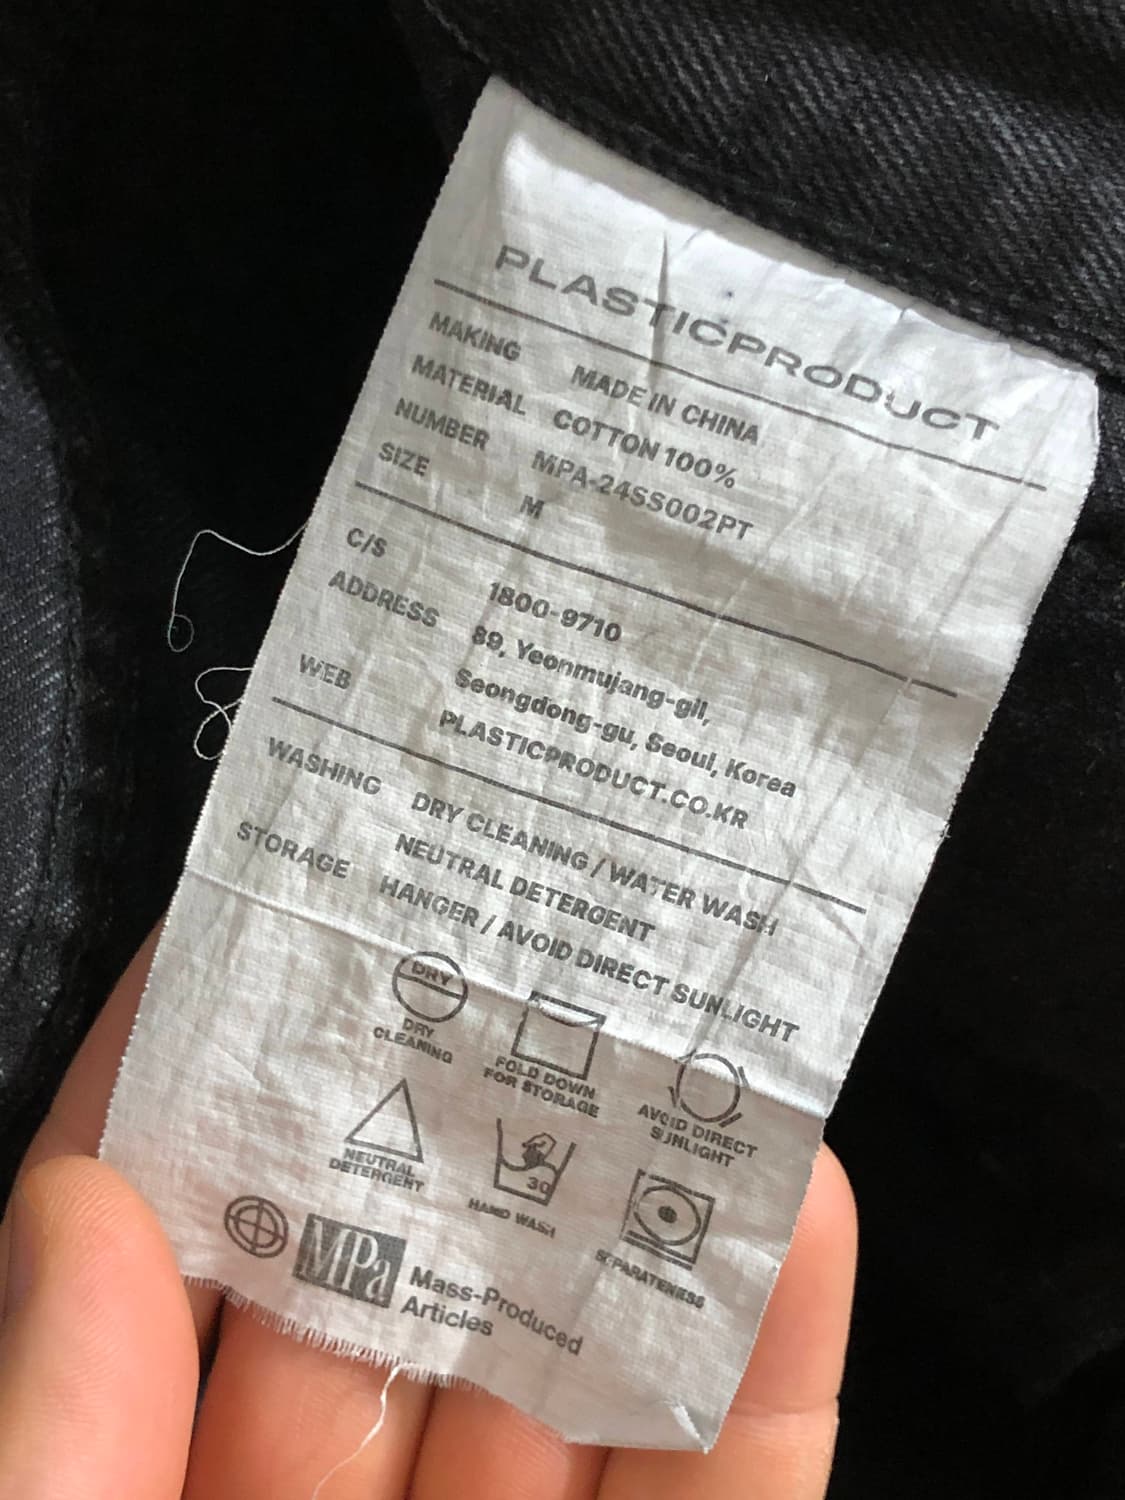 PLASTICPRODUCT
MAKING MADE IN CHINA
MATERIAL COTTON 100%
NUMBER MPA-24SS002PT
SIZE M
C/S 1800-9710
ADDRESS 89, Yeonmujang-gil,
Seongdong-gu, Seoul, Korea
WEB PLASTICPRODUCT.CO.KR
WASHING DRY CLEANING / WATER WASH
NEUTRAL DETERGENT
STORAGE HANGER / AVOID DIRECT SUNLIGHT
DRY
DRY
CLEANING
FOLD DOWN
FOR STORAGE
AVOID DIRECT
SUNLIGHT
NEUTRAL
DETERGENT
30
HAND WASH
SEPARATENESS
MPa
Mass-Produced
Articles